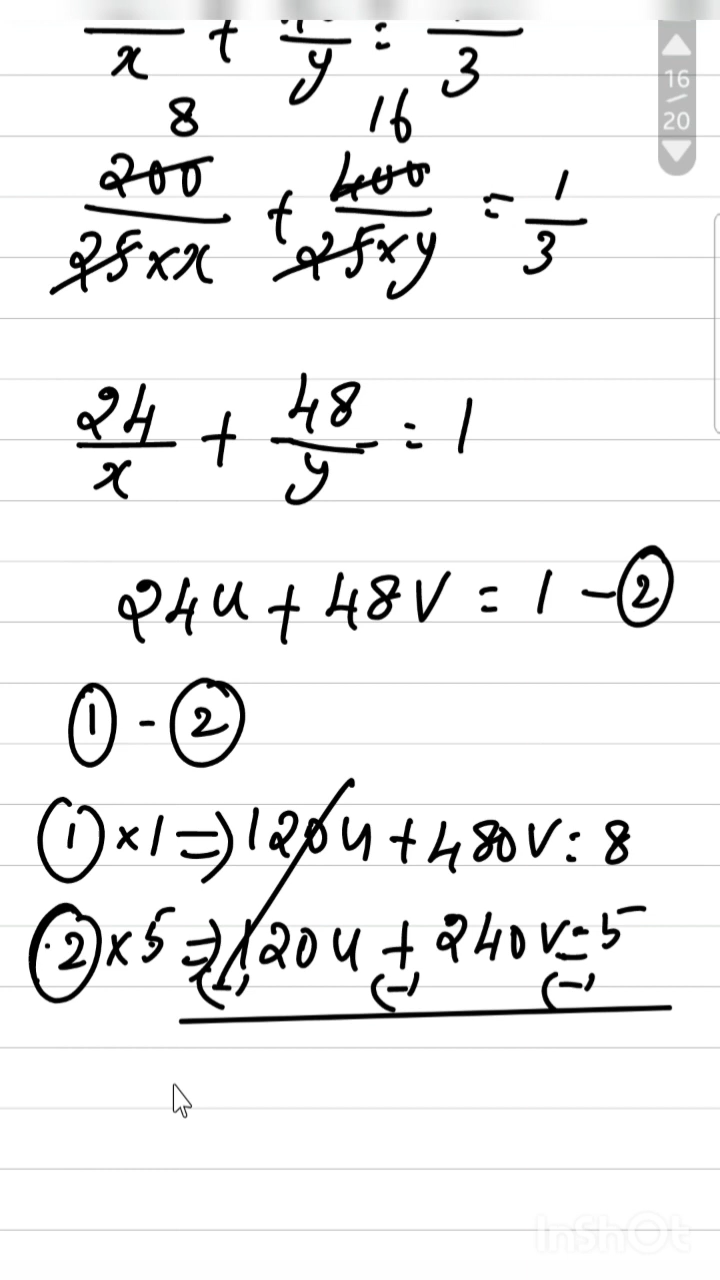 x + y = 3
8 16
200/25×x + 400/25×y = 1/3
24/x + 48/y = 1
24u + 48v = 1 - ②
① - ②
① × 1 ⇒ 120u + 480v = 8
② × 5 ⇒ 120u + 240v = 5
(-) (-) (-)
16
20
InShOt